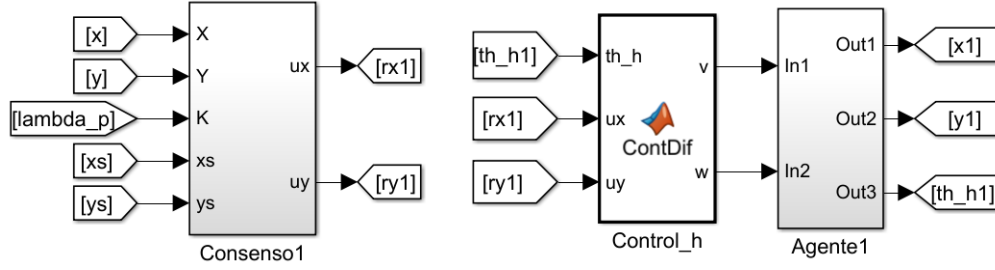 [x]
[y]
[lambda_p]
[xs]
[ys]
X
Y
K
xs
ys
ux
uy
Consenso1
[rx1]
[ry1]
[th_h1]
[rx1]
[ry1]
th_h
ux
uy
ContDif
v
w
Control_h
In1
In2
Out1
Out2
Out3
Agente1
[x1]
[y1]
[th_h1]